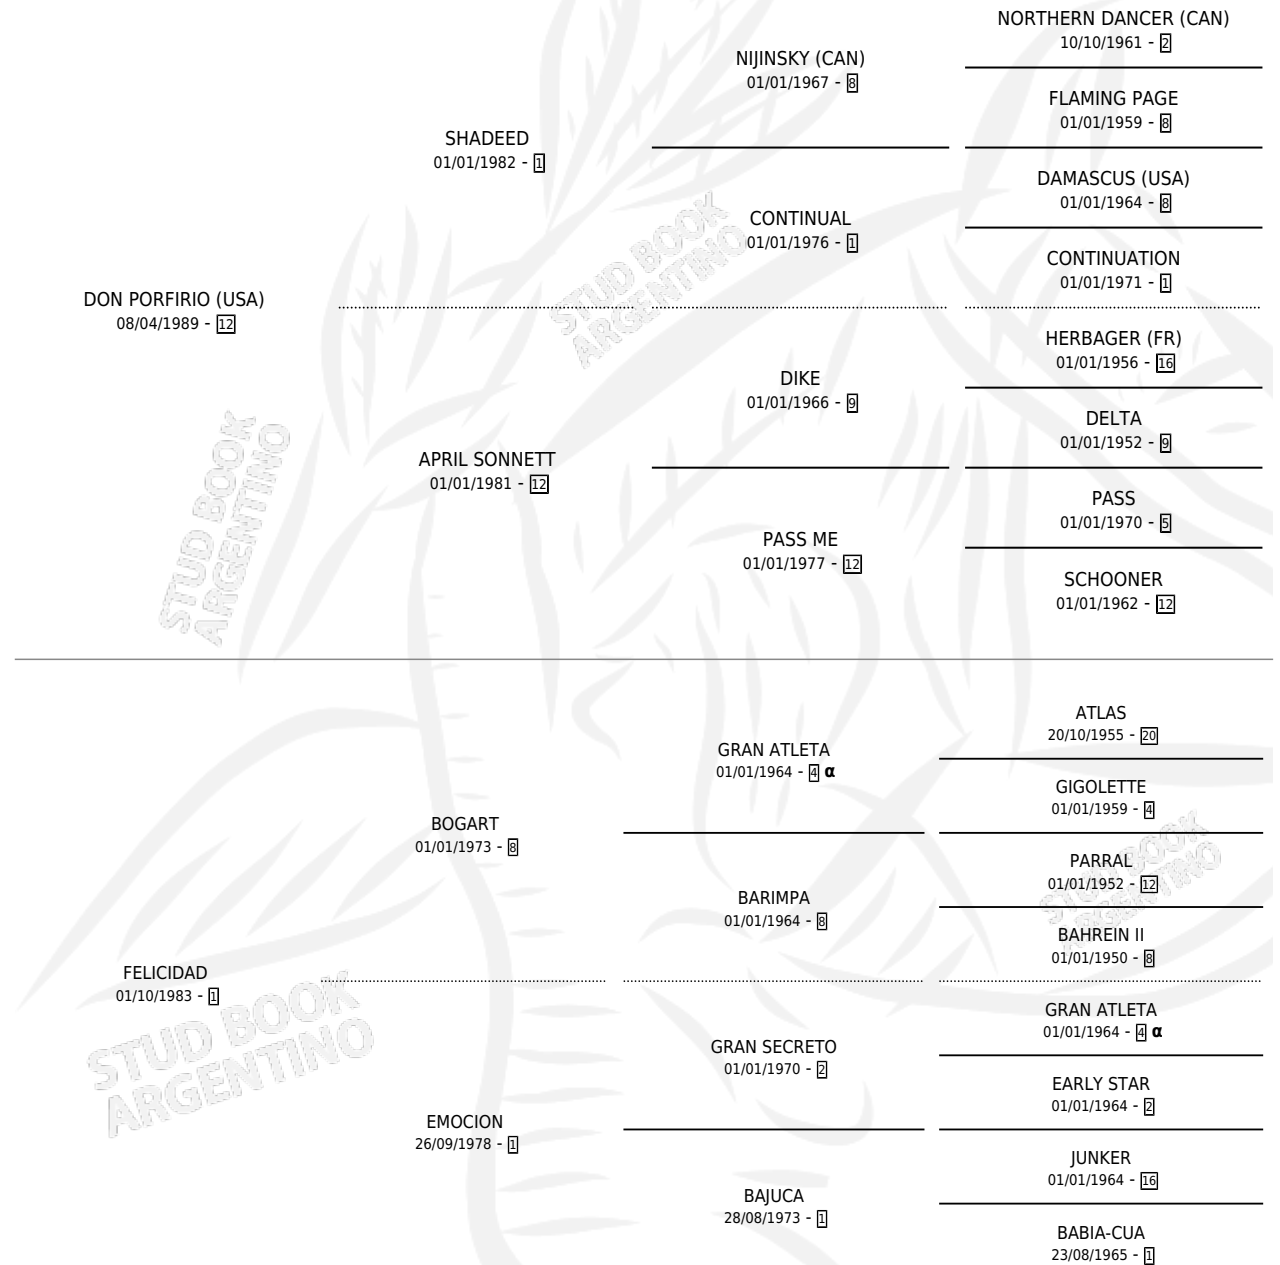 NORTHERN DANCER (CAN)
10/10/1961 - 2
NIJINSKY (CAN)
01/01/1967 - 8
FLAMING PAGE
01/01/1959 - 8
SHADEED
01/01/1982 - 1
DAMASCUS (USA)
01/01/1964 - 8
CONTINUAL
01/01/1976 - 1
CONTINUATION
01/01/1971 - 1
DON PORFIRIO (USA)
08/04/1989 - 12
HERBAGER (FR)
01/01/1956 - 16
DIKE
01/01/1966 - 9
DELTA
01/01/1952 - 9
APRIL SONNETT
01/01/1981 - 12
PASS
01/01/1970 - 5
PASS ME
01/01/1977 - 12
SCHOONER
01/01/1962 - 12
ATLAS
20/10/1955 - 20
GRAN ATLETA
01/01/1964 - 4 α
GIGOLETTE
01/01/1959 - 4
BOGART
01/01/1973 - 8
PARRAL
01/01/1952 - 12
BARIMPA
01/01/1964 - 8
BAHREIN II
01/01/1950 - 8
FELICIDAD
01/10/1983 - 1
GRAN ATLETA
01/01/1964 - 4 α
GRAN SECRETO
01/01/1970 - 2
EARLY STAR
01/01/1964 - 2
EMOCION
26/09/1978 - 1
JUNKER
01/01/1964 - 16
BAJUCA
28/08/1973 - 1
BABIA-CUA
23/08/1965 - 1
STUD BOOK
ARGENTINO
STUD BOOK
ARGENTINO
STUD BOOK
ARGENTINO
STUD BOOK
ARGENTINO